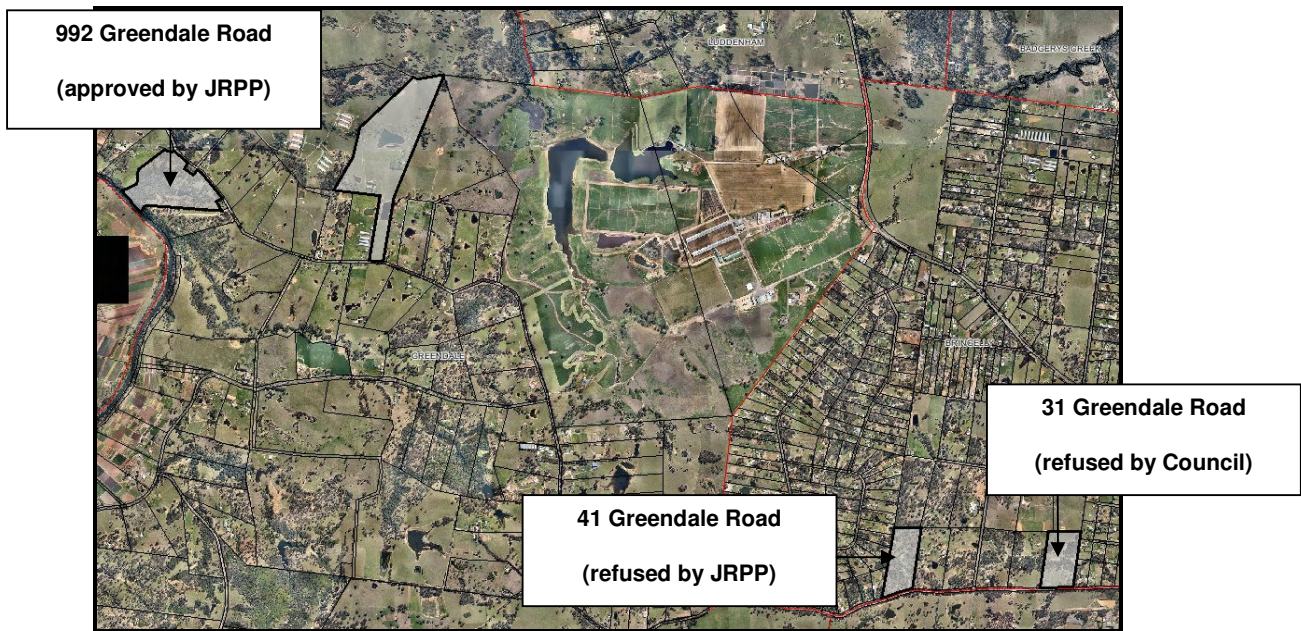 992 Greendale Road
(approved by JRPP)
LUDDENHAM
BADGERYS CREEK
GREENDALE
BRINGELLY
31 Greendale Road
(refused by Council)
41 Greendale Road
(refused by JRPP)